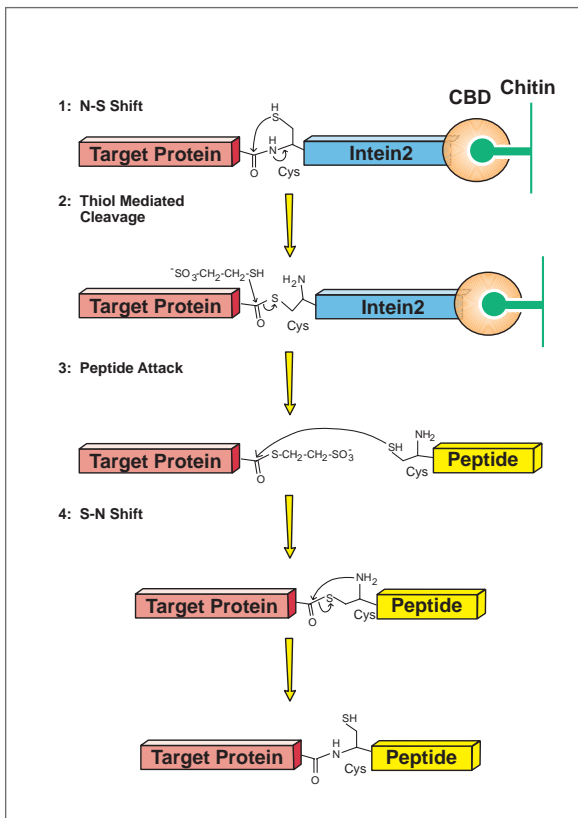 CBD Chitin
1: N-S Shift
H
S
H
N
Target Protein
Intein2
O
Cys
2: Thiol Mediated
Cleavage
-SO3-CH2-CH2-SH
H2N
S
Target Protein
Intein2
O
Cys
3: Peptide Attack
NH2
SH
Target Protein
S-CH2-CH2-SO3-
Cys
Peptide
O
4: S-N Shift
NH2
Target Protein
S
Peptide
O
Cys
SH
H
N
Target Protein
Cys
Peptide
O